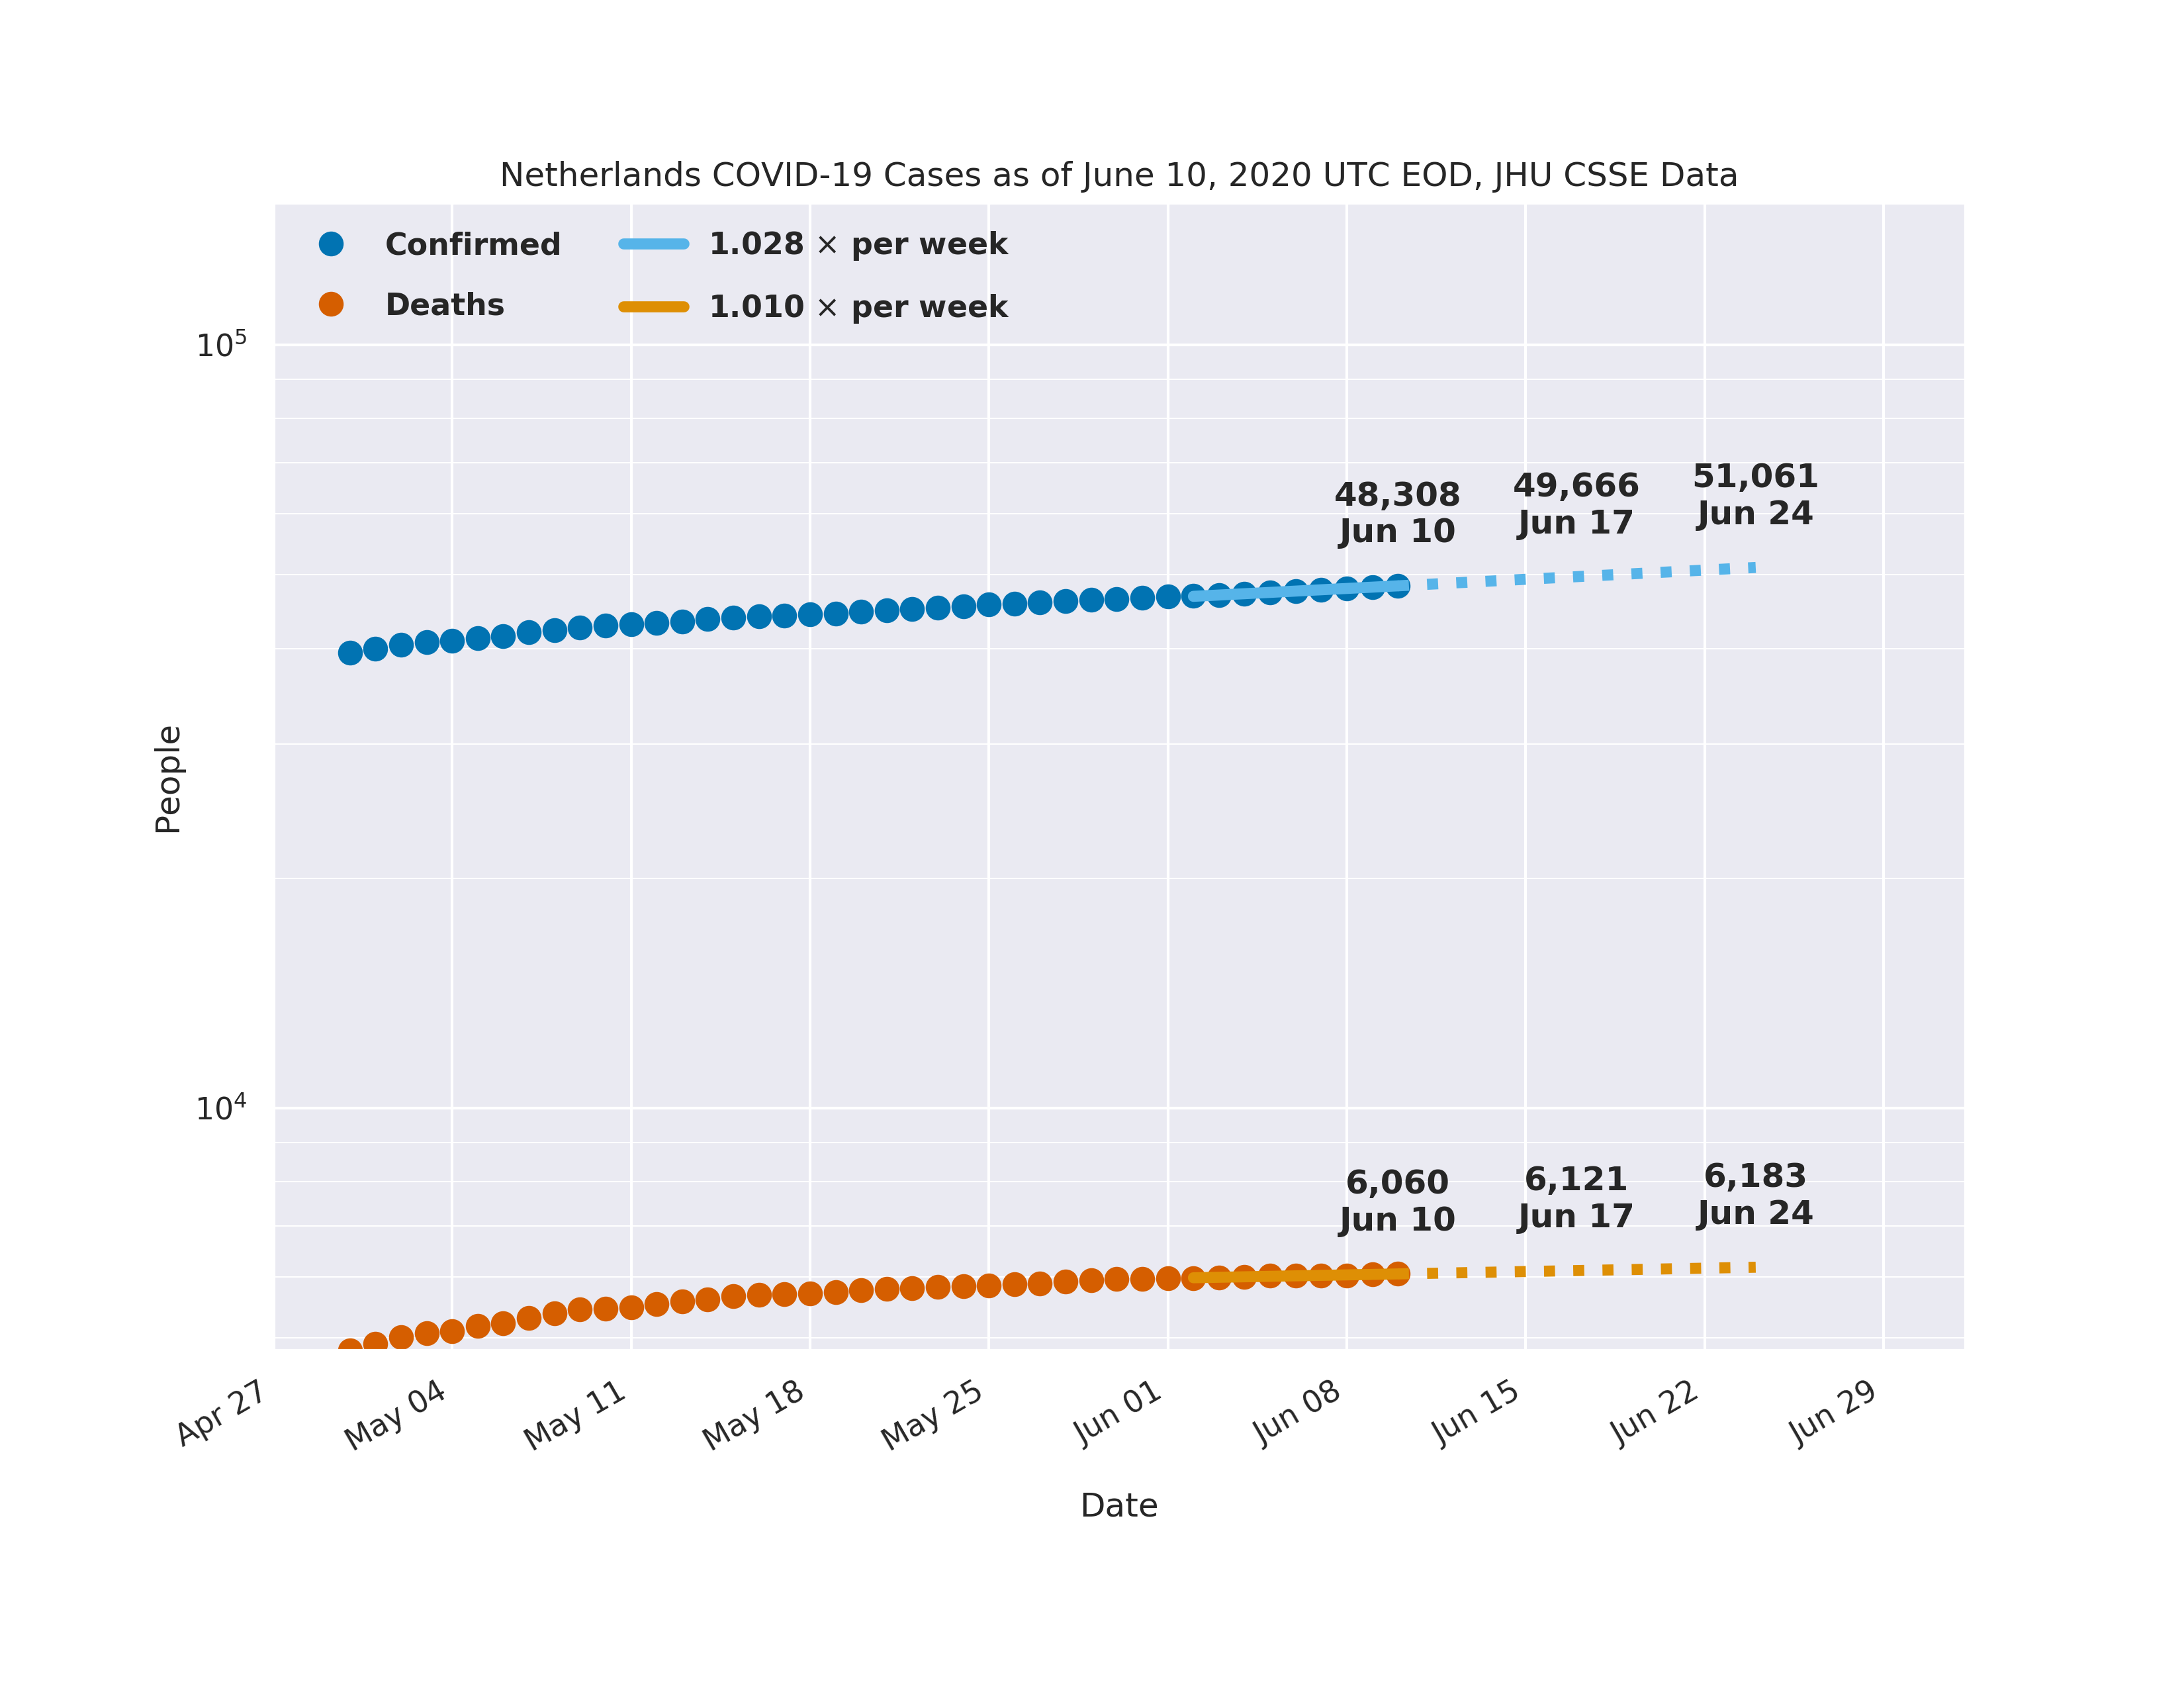 Netherlands COVID-19 Cases as of June 10, 2020 UTC EOD, JHU CSSE Data
Confirmed
Deaths
1.028 × per week
1.010 × per week
10⁵
10⁴
People
48,308
Jun 10
49,666
Jun 17
51,061
Jun 24
6,060
Jun 10
6,121
Jun 17
6,183
Jun 24
Apr 27
May 04
May 11
May 18
May 25
Jun 01
Jun 08
Jun 15
Jun 22
Jun 29
Date